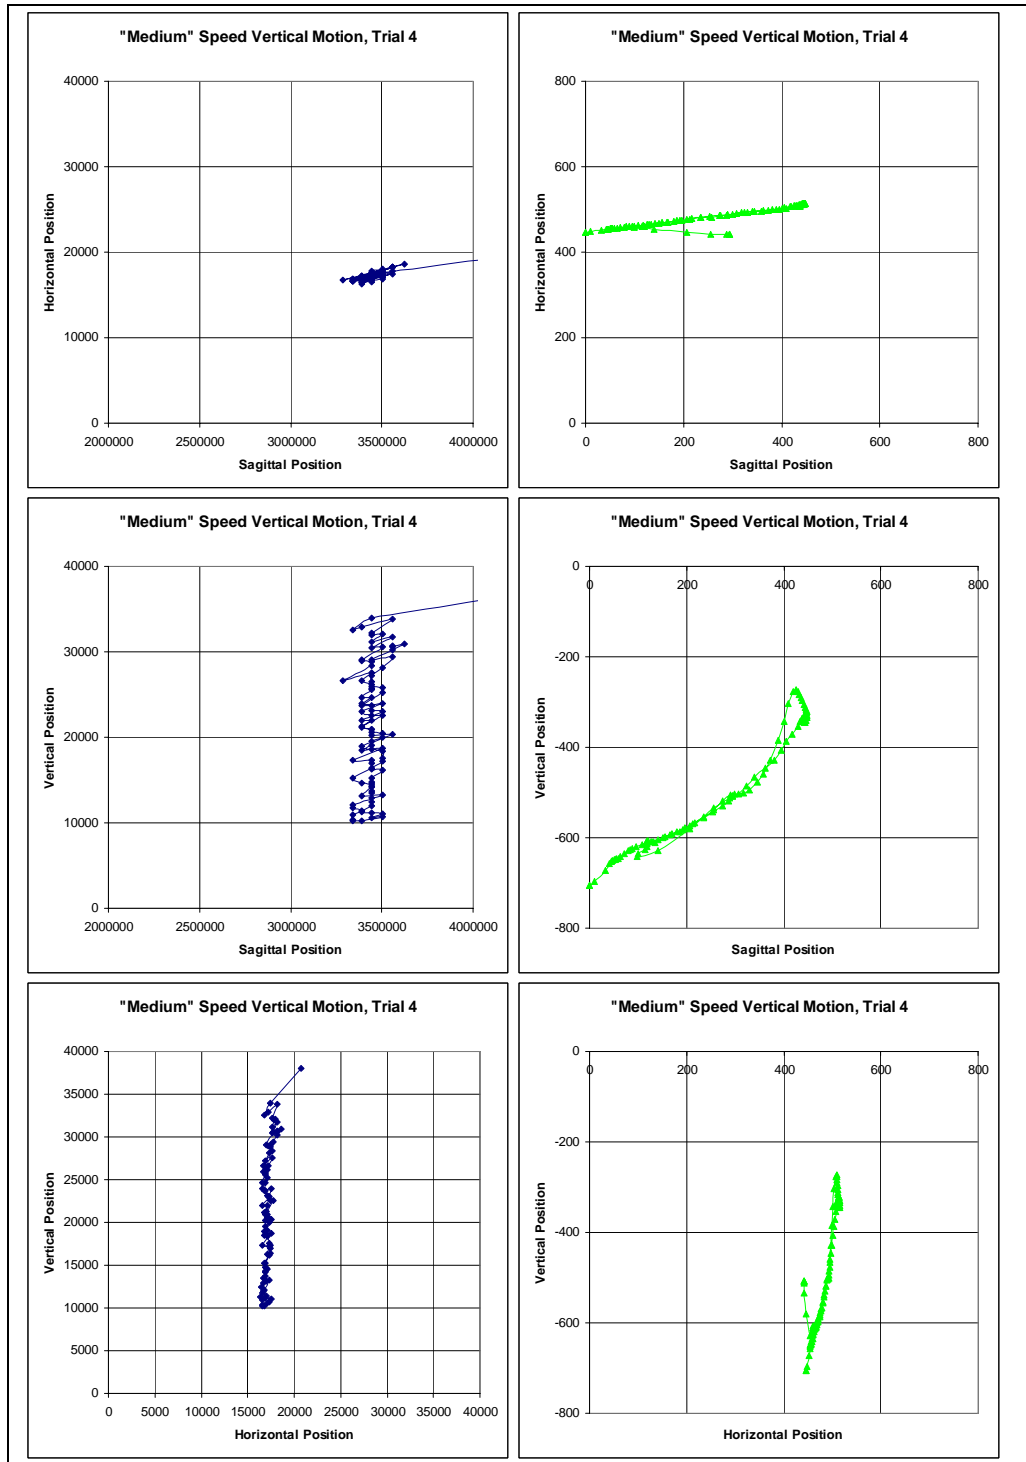 "Medium" Speed Vertical Motion, Trial 4
40000
30000
20000
10000
0
2000000 2500000 3000000 3500000 4000000
Horizontal Position
Sagittal Position
"Medium" Speed Vertical Motion, Trial 4
800
600
400
200
0
0 200 400 600 800
Horizontal Position
Sagittal Position
"Medium" Speed Vertical Motion, Trial 4
40000
30000
20000
10000
0
2000000 2500000 3000000 3500000 4000000
Vertical Position
Sagittal Position
"Medium" Speed Vertical Motion, Trial 4
0
0 200 400 600 800
-200
-400
-600
-800
Vertical Position
Sagittal Position
"Medium" Speed Vertical Motion, Trial 4
40000
35000
30000
25000
20000
15000
10000
5000
0
0 5000 10000 15000 20000 25000 30000 35000 40000
Vertical Position
Horizontal Position
"Medium" Speed Vertical Motion, Trial 4
0
0 200 400 600 800
-200
-400
-600
-800
Vertical Position
Horizontal Position